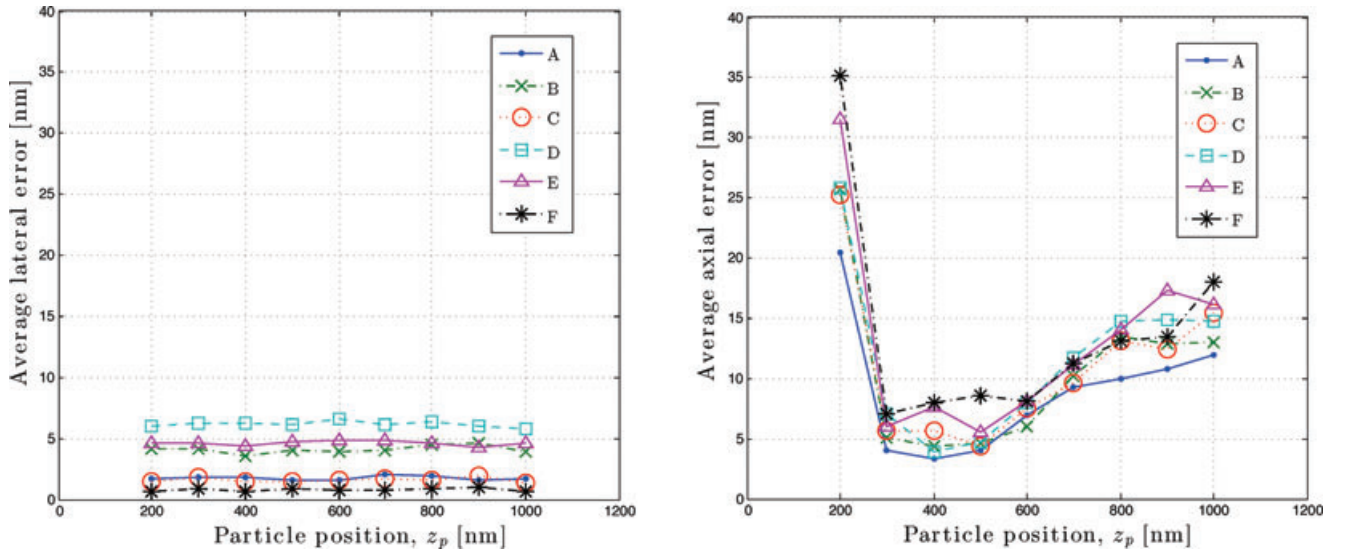 40
35
30
25
20
15
10
5
0
Average lateral error [nm]
A
B
C
D
E
F
0 200 400 600 800 1000 1200
Particle position, z_p [nm]
40
35
30
25
20
15
10
5
0
Average axial error [nm]
A
B
C
D
E
F
0 200 400 600 800 1000 1200
Particle position, z_p [nm]